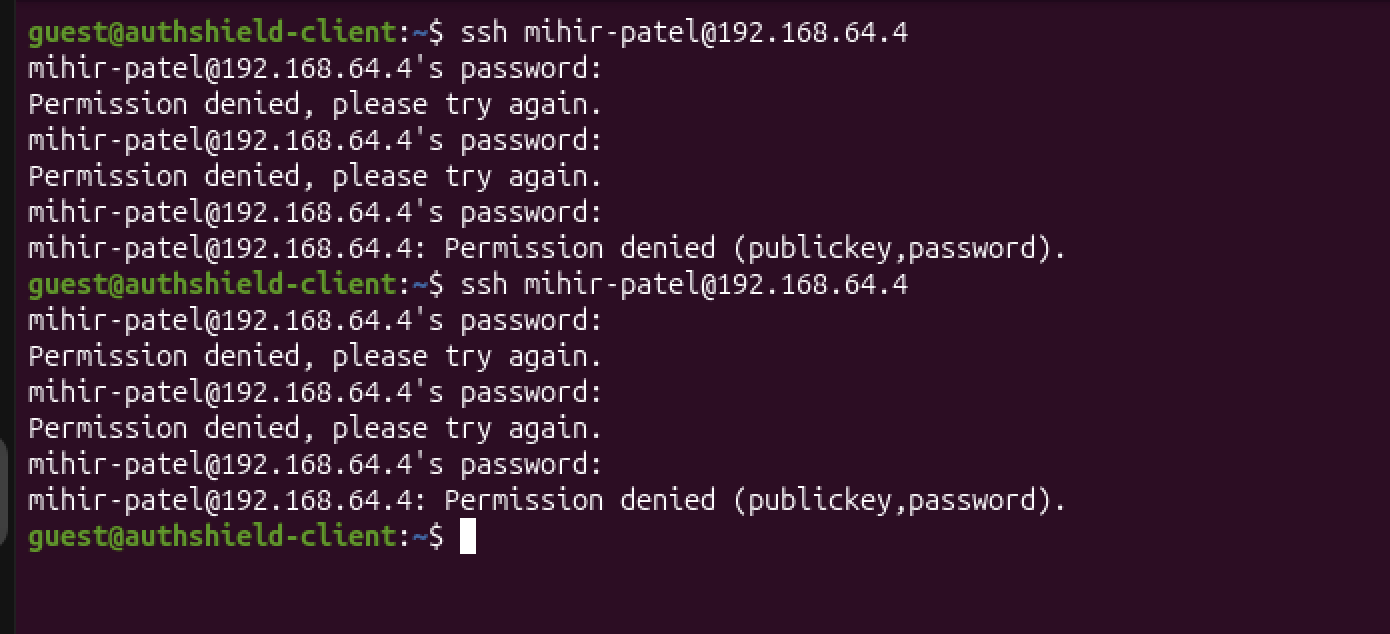 guest@authshield-client:~$ ssh mihir-patel@192.168.64.4
mihir-patel@192.168.64.4's password:
Permission denied, please try again.
mihir-patel@192.168.64.4's password:
Permission denied, please try again.
mihir-patel@192.168.64.4's password:
mihir-patel@192.168.64.4: Permission denied (publickey,password).
guest@authshield-client:~$ ssh mihir-patel@192.168.64.4
mihir-patel@192.168.64.4's password:
Permission denied, please try again.
mihir-patel@192.168.64.4's password:
Permission denied, please try again.
mihir-patel@192.168.64.4's password:
mihir-patel@192.168.64.4: Permission denied (publickey,password).
guest@authshield-client:~$